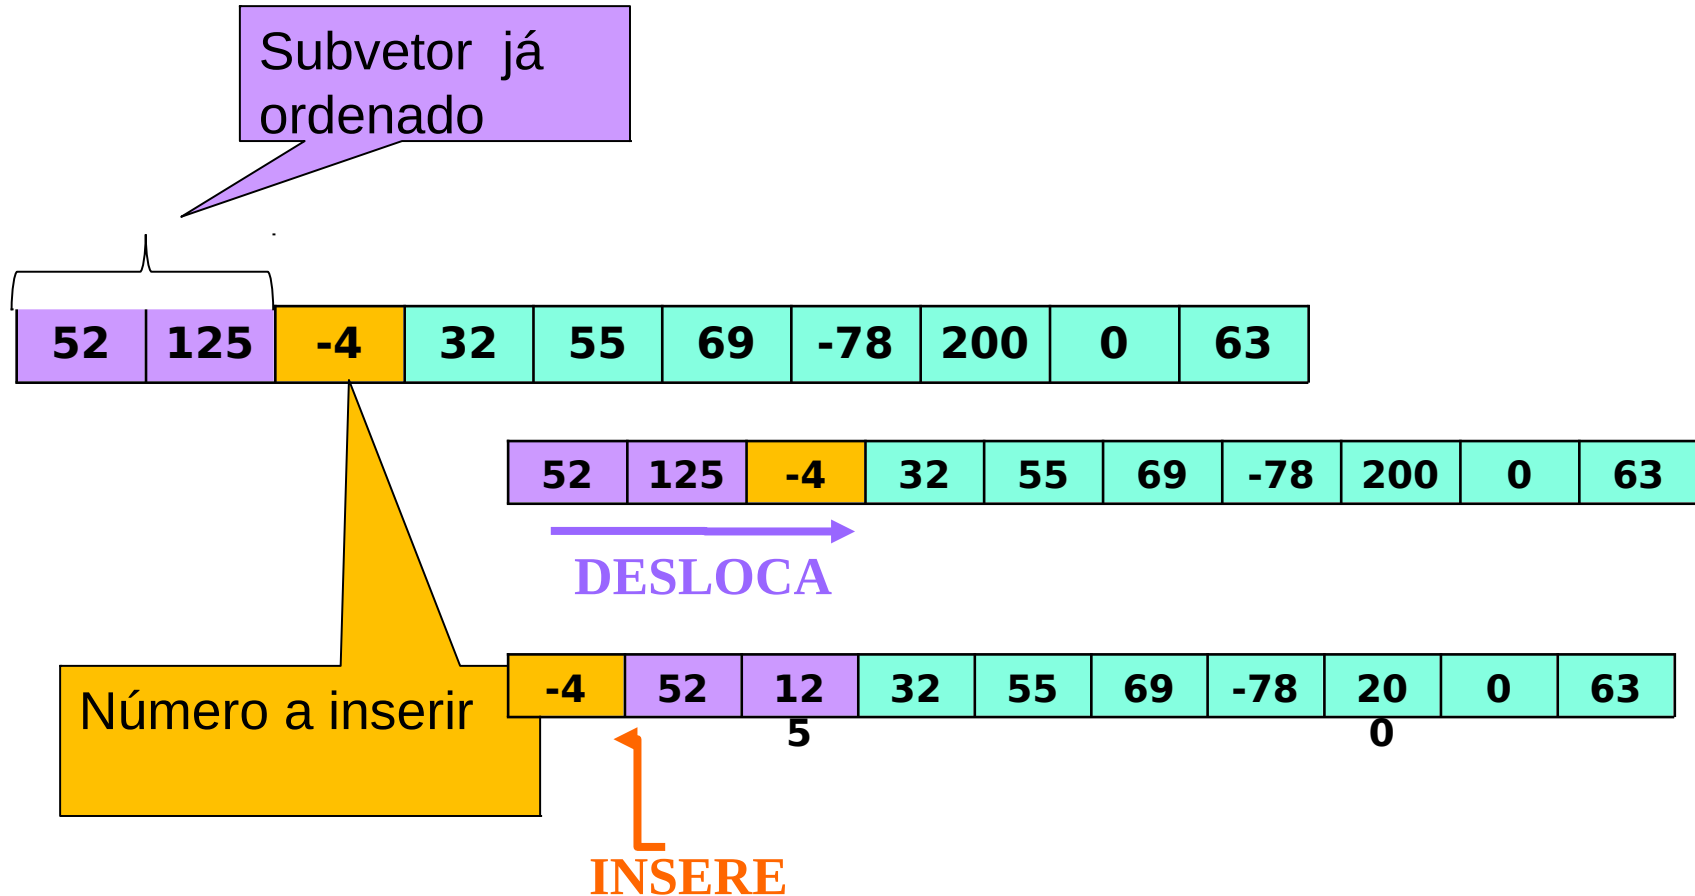 Subvetor já
ordenado
52 125 -4 32 55 69 -78 200 0 63
52 125 -4 32 55 69 -78 200 0 63
DESLOCA
Número a inserir
-4 52 12 32 55 69 -78 20 0 63
5 0
INSERE